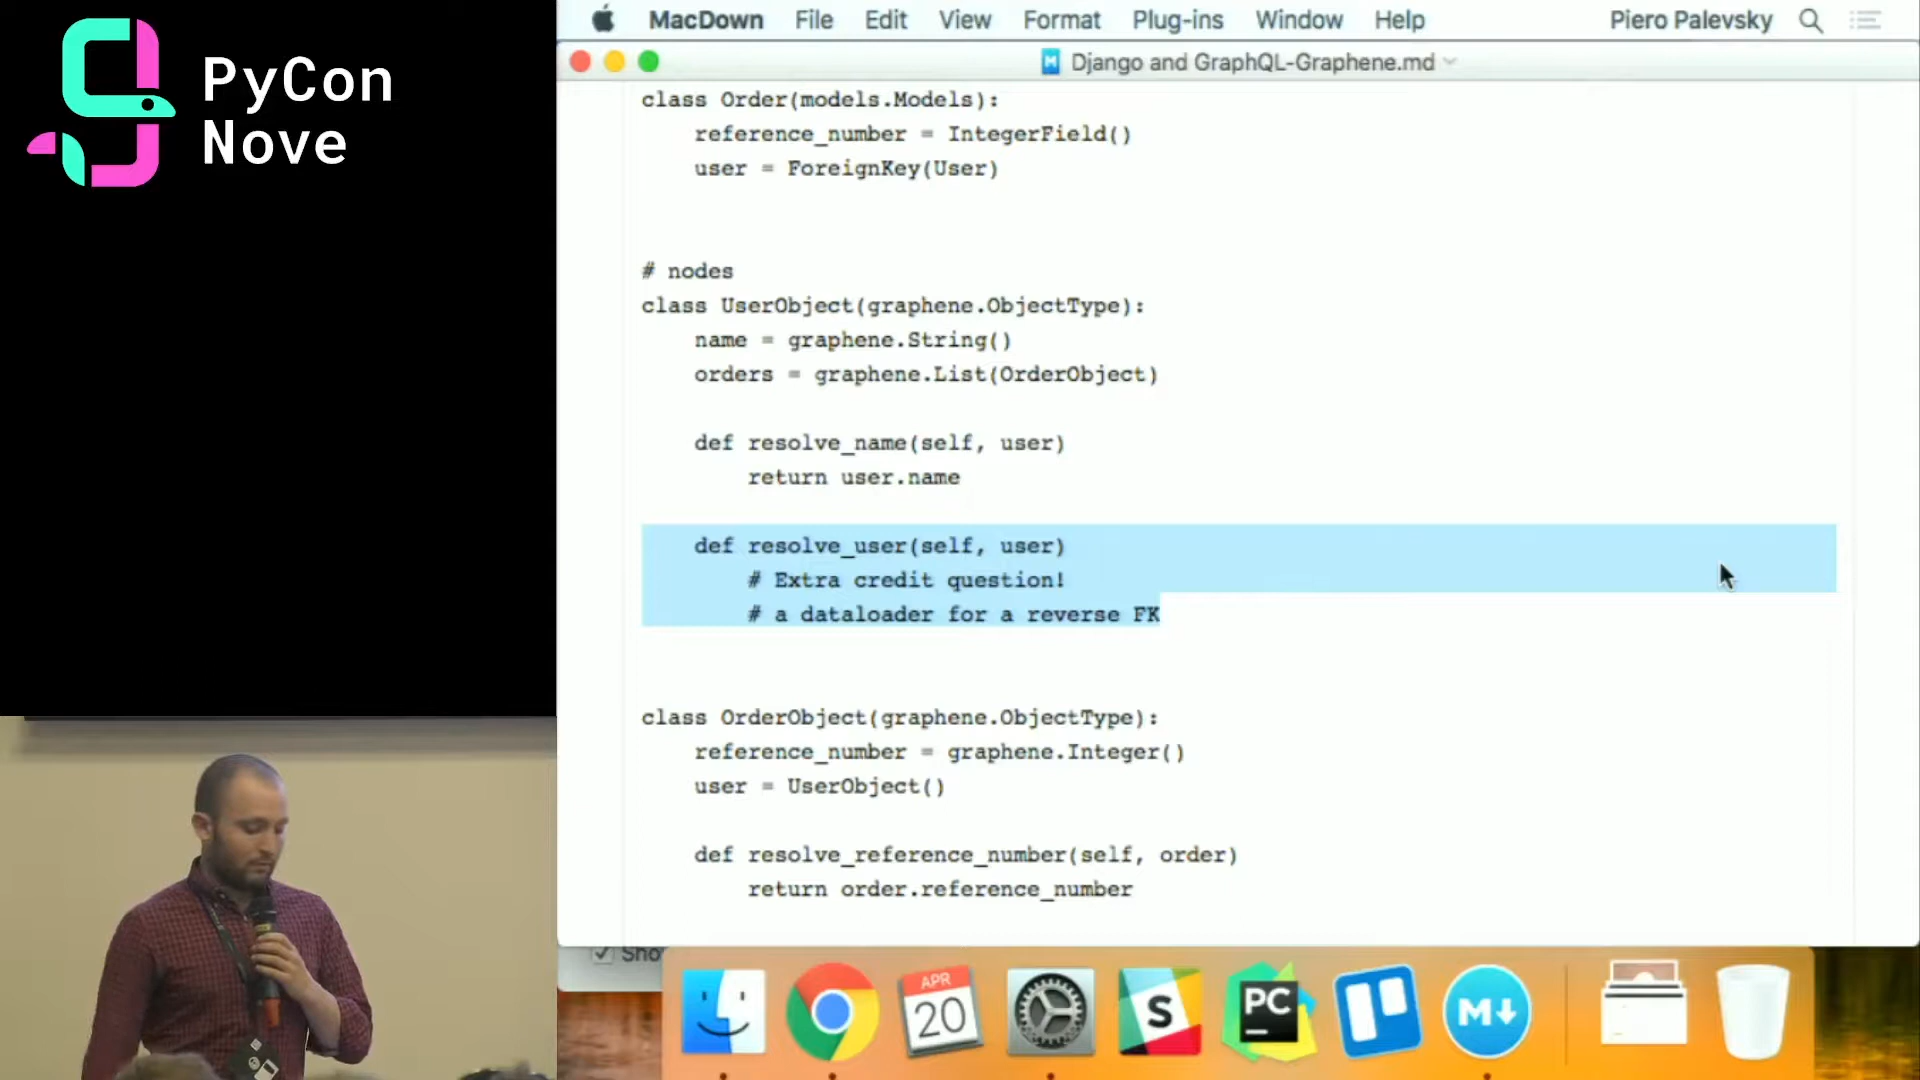 PyCon
Nove
MacDown File Edit View Format Plug-ins Window Help Piero Palevsky
Django and GraphQL-Graphene.md
class Order(models.Models):
    reference_number = IntegerField()
    user = ForeignKey(User)
# nodes
class UserObject(graphene.ObjectType):
    name = graphene.String()
    orders = graphene.List(OrderObject)
    def resolve_name(self, user)
        return user.name
    def resolve_user(self, user)
        # Extra credit question!
        # a dataloader for a reverse FK
class OrderObject(graphene.ObjectType):
    reference_number = graphene.Integer()
    user = UserObject()
    def resolve_reference_number(self, order)
        return order.reference_number
Sho
APR
20
S
PC
M